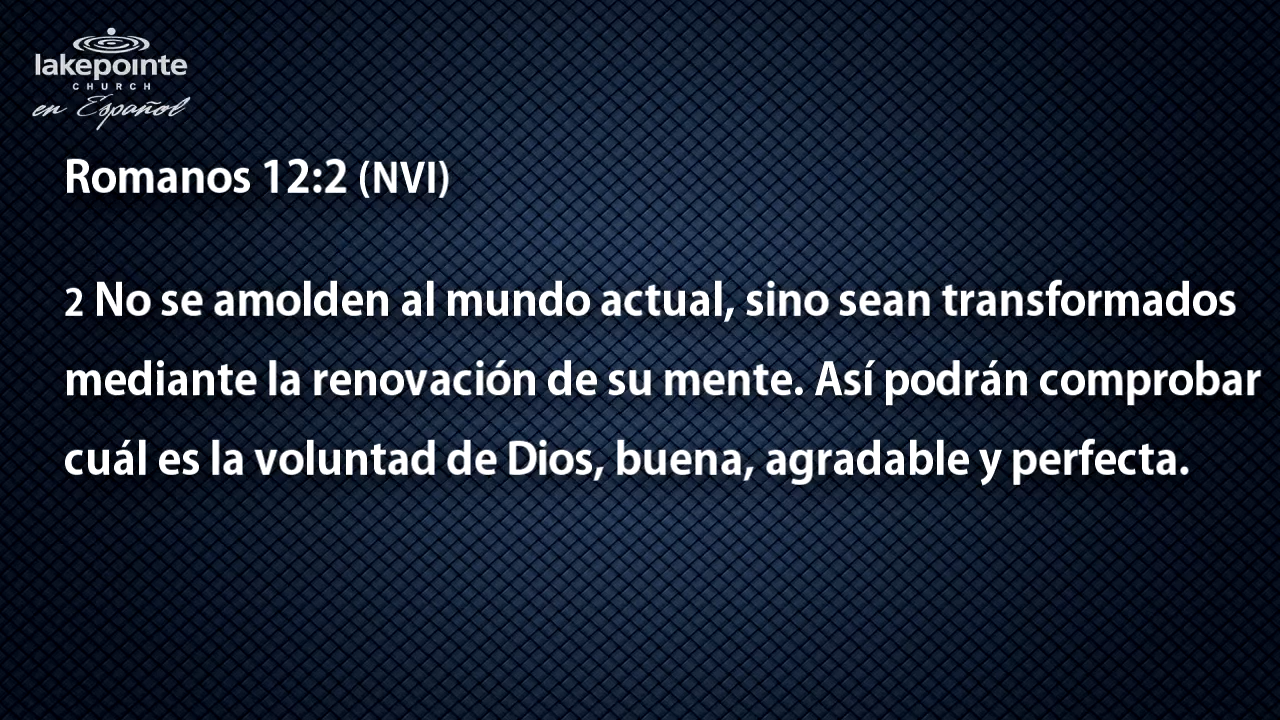 lakepointe
CHURCH
en Español
Romanos 12:2 (NVI)
2 No se amolden al mundo actual, sino sean transformados
mediante la renovación de su mente. Así podrán comprobar
cuál es la voluntad de Dios, buena, agradable y perfecta.